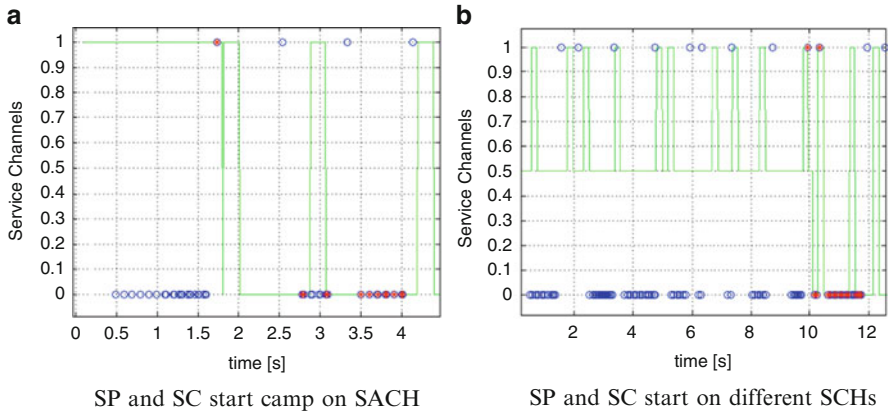 a
1
0.9
0.8
0.7
0.6
0.5
0.4
0.3
0.2
0.1
0
Service Channels
0 0.5 1 1.5 2 2.5 3 3.5 4
time [s]
SP and SC start camp on SACH
b
1
0.9
0.8
0.7
0.6
0.5
0.4
0.3
0.2
0.1
0
Service Channels
2 4 6 8 10 12
time [s]
SP and SC start on different SCHs